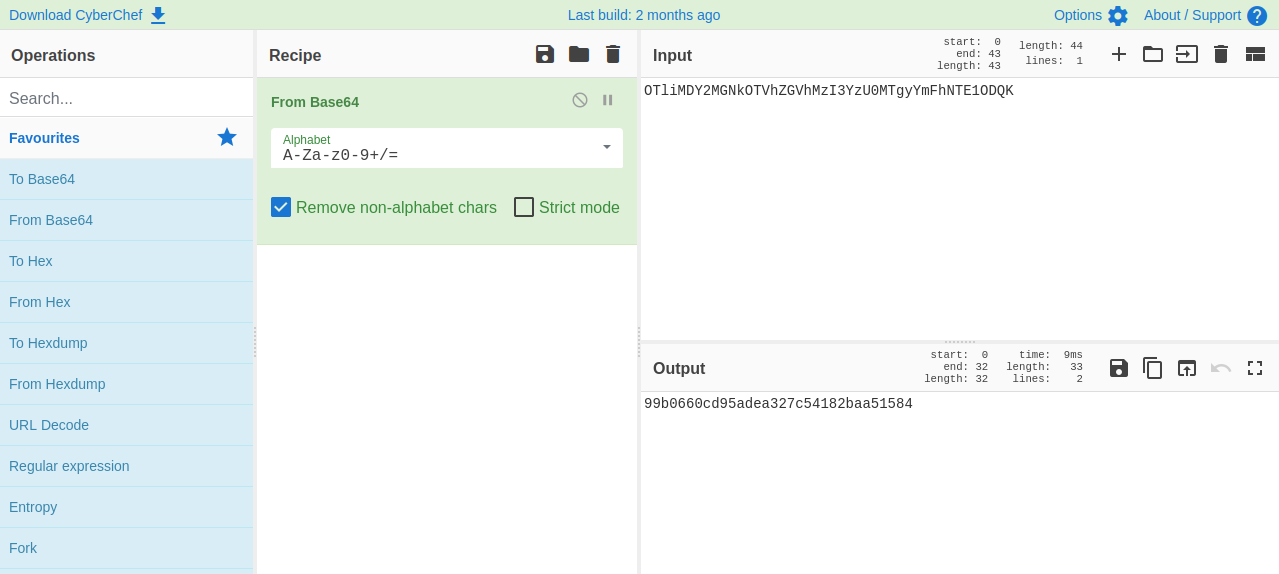 Download CyberChef
Last build: 2 months ago
Options
About / Support
Operations
Search...
Favourites
To Base64
From Base64
To Hex
From Hex
To Hexdump
From Hexdump
URL Decode
Regular expression
Entropy
Fork
Recipe
From Base64
Alphabet
A-Za-z0-9+/=
Remove non-alphabet chars
Strict mode
Input
start: 0
end: 43
length: 43
length: 44
lines: 1
OTliMDY2MGNkOTVhZGVhMzI3YzU0MTgyYmFhNTE1ODQK
Output
start: 0
end: 32
length: 32
time: 9ms
length: 33
lines: 2
99b0660cd95adea327c54182baa51584